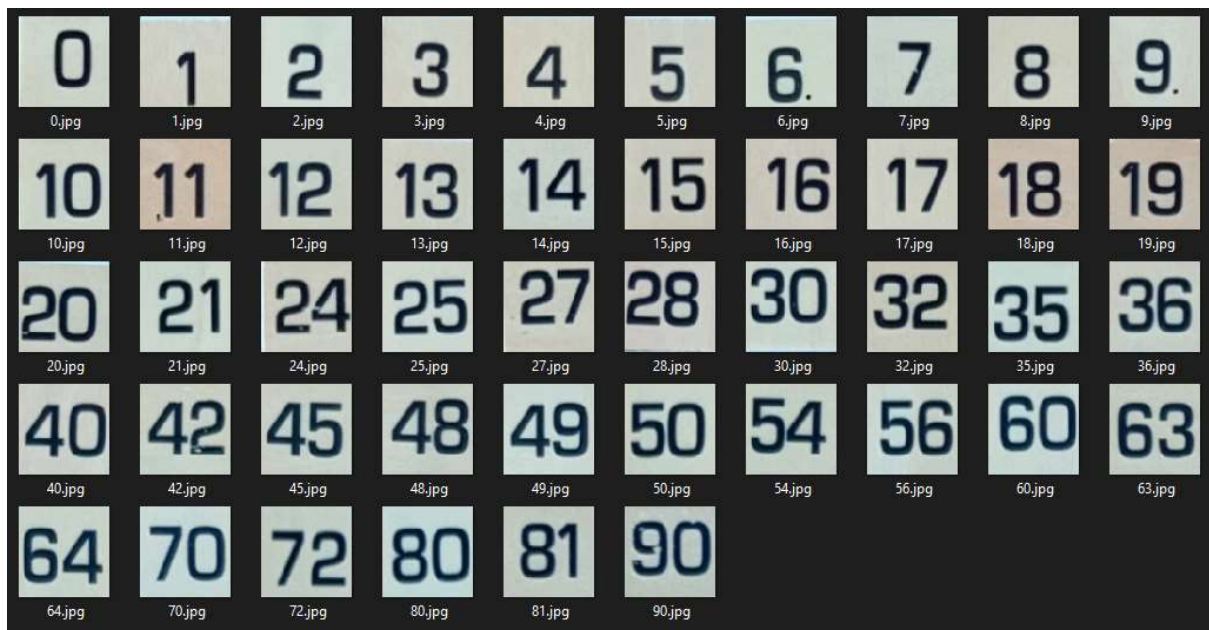 0 1 2 3 4 5 6. 7 8 9.
0.jpg 1.jpg 2.jpg 3.jpg 4.jpg 5.jpg 6.jpg 7.jpg 8.jpg 9.jpg
10 11 12 13 14 15 16 17 18 19
10.jpg 11.jpg 12.jpg 13.jpg 14.jpg 15.jpg 16.jpg 17.jpg 18.jpg 19.jpg
20 21 24 25 27 28 30 32 35 36
20.jpg 21.jpg 24.jpg 25.jpg 27.jpg 28.jpg 30.jpg 32.jpg 35.jpg 36.jpg
40 42 45 48 49 50 54 56 60 63
40.jpg 42.jpg 45.jpg 48.jpg 49.jpg 50.jpg 54.jpg 56.jpg 60.jpg 63.jpg
64 70 72 80 81 90
64.jpg 70.jpg 72.jpg 80.jpg 81.jpg 90.jpg